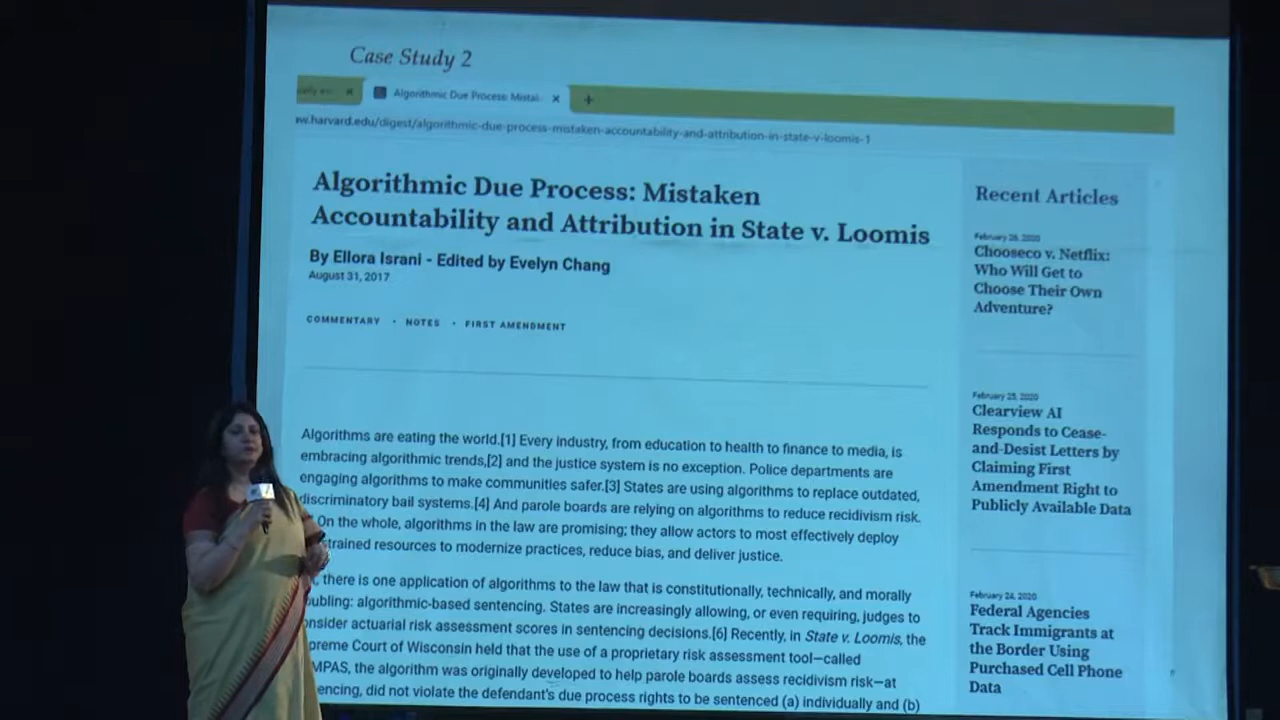 Case Study 2
Algorithmic Due Process: Mistak
w.harvard.edu/digest/algorithmic-due-process-mistaken-accountability-and-attribution-in-state-v-loomis-1
Algorithmic Due Process: Mistaken
Accountability and Attribution in State v. Loomis
By Ellora Israni - Edited by Evelyn Chang
August 31, 2017
COMMENTARY • NOTES • FIRST AMENDMENT
Algorithms are eating the world.[1] Every industry, from education to health to finance to media, is
embracing algorithmic trends,[2] and the justice system is no exception. Police departments are
engaging algorithms to make communities safer.[3] States are using algorithms to replace outdated,
discriminatory bail systems.[4] And parole boards are relying on algorithms to reduce recidivism risk.
On the whole, algorithms in the law are promising; they allow actors to most effectively deploy
strained resources to modernize practices, reduce bias, and deliver justice.
there is one application of algorithms to the law that is constitutionally, technically, and morally
ubling: algorithmic-based sentencing. States are increasingly allowing, or even requiring, judges to
nsider actuarial risk assessment scores in sentencing decisions.[6] Recently, in State v. Loomis, the
preme Court of Wisconsin held that the use of a proprietary risk assessment tool—called
MPAS, the algorithm was originally developed to help parole boards assess recidivism risk—at
encing, did not violate the defendant's due process rights to be sentenced (a) individually and (b)
Recent Articles
February 26, 2020
Chooseco v. Netflix:
Who Will Get to
Choose Their Own
Adventure?
February 25, 2020
Clearview AI
Responds to Cease-
and-Desist Letters by
Claiming First
Amendment Right to
Publicly Available Data
February 24, 2020
Federal Agencies
Track Immigrants at
the Border Using
Purchased Cell Phone
Data